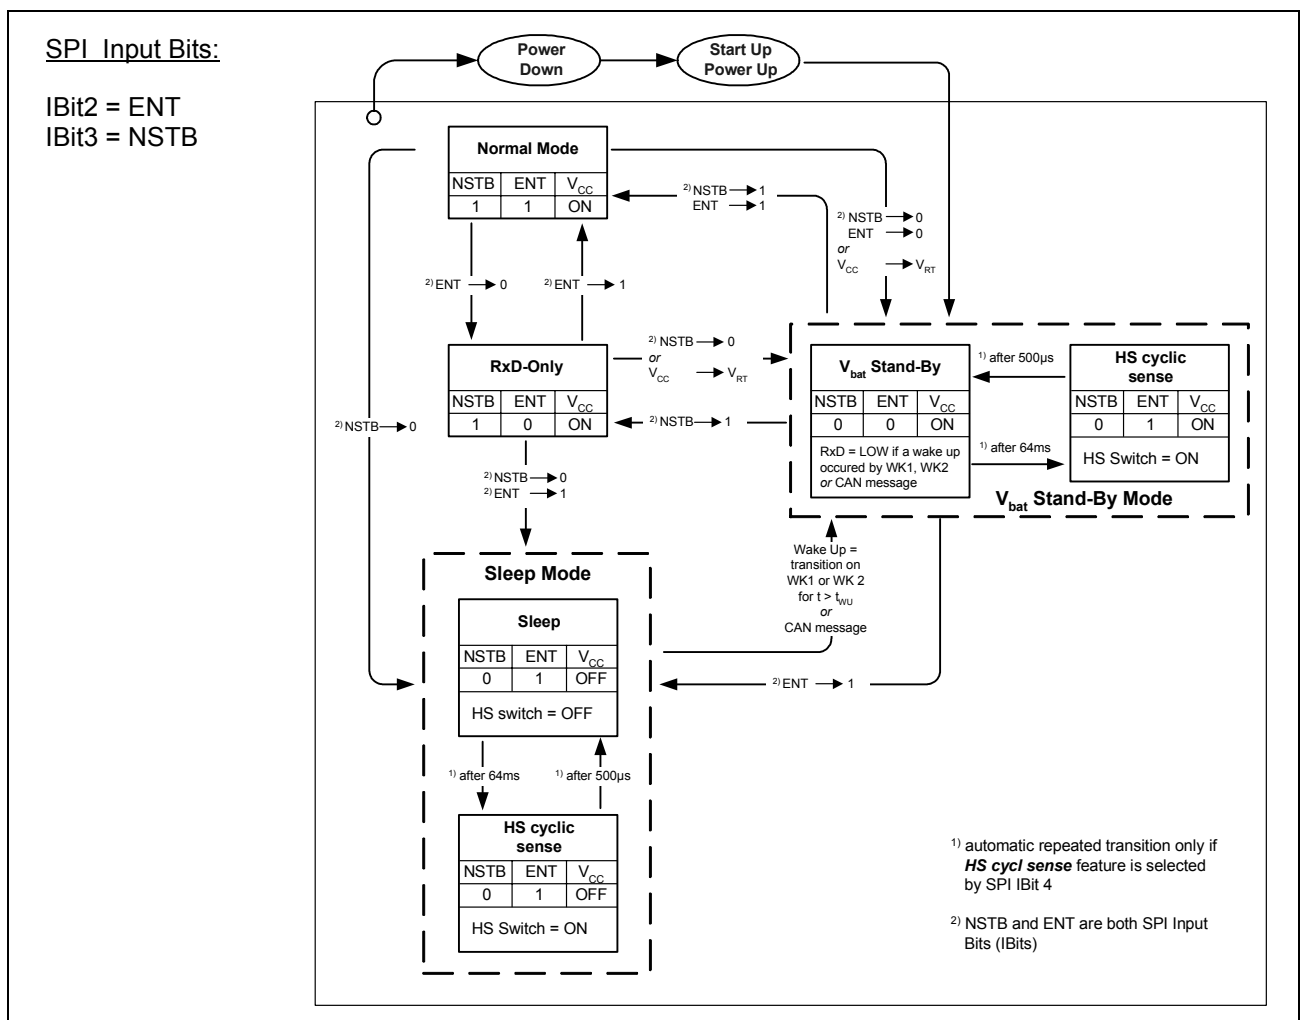 SPI Input Bits:
IBit2 = ENT
IBit3 = NSTB
Power
Down
Start Up
Power Up
Normal Mode
NSTB ENT VCC
1 1 ON
2) NSTB → 1
ENT → 1
2) NSTB → 0
ENT → 0
or
VCC → VRT
2) ENT → 0
2) ENT → 1
RxD-Only
NSTB ENT VCC
1 0 ON
2) NSTB → 0
or
VCC → VRT
2) NSTB → 1
2) NSTB → 0
Vbat Stand-By
NSTB ENT VCC
0 0 ON
RxD = LOW if a wake up
occured by WK1, WK2
or CAN message
1) after 500µs
1) after 64ms
HS cyclic
sense
NSTB ENT VCC
0 1 ON
HS Switch = ON
Vbat Stand-By Mode
2) NSTB → 0
2) ENT → 1
Wake Up =
transition on
WK1 or WK 2
for t > tWU
or
CAN message
2) ENT → 1
Sleep Mode
Sleep
NSTB ENT VCC
0 1 OFF
HS switch = OFF
1) after 64ms
1) after 500µs
HS cyclic
sense
NSTB ENT VCC
0 1 OFF
HS Switch = ON
1) automatic repeated transition only if
HS cycl sense feature is selected
by SPI IBit 4
2) NSTB and ENT are both SPI Input
Bits (IBits)